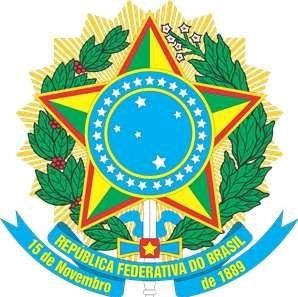 REPÚBLICA FEDERATIVA DO BRASIL
15 de Novembro
de 1889